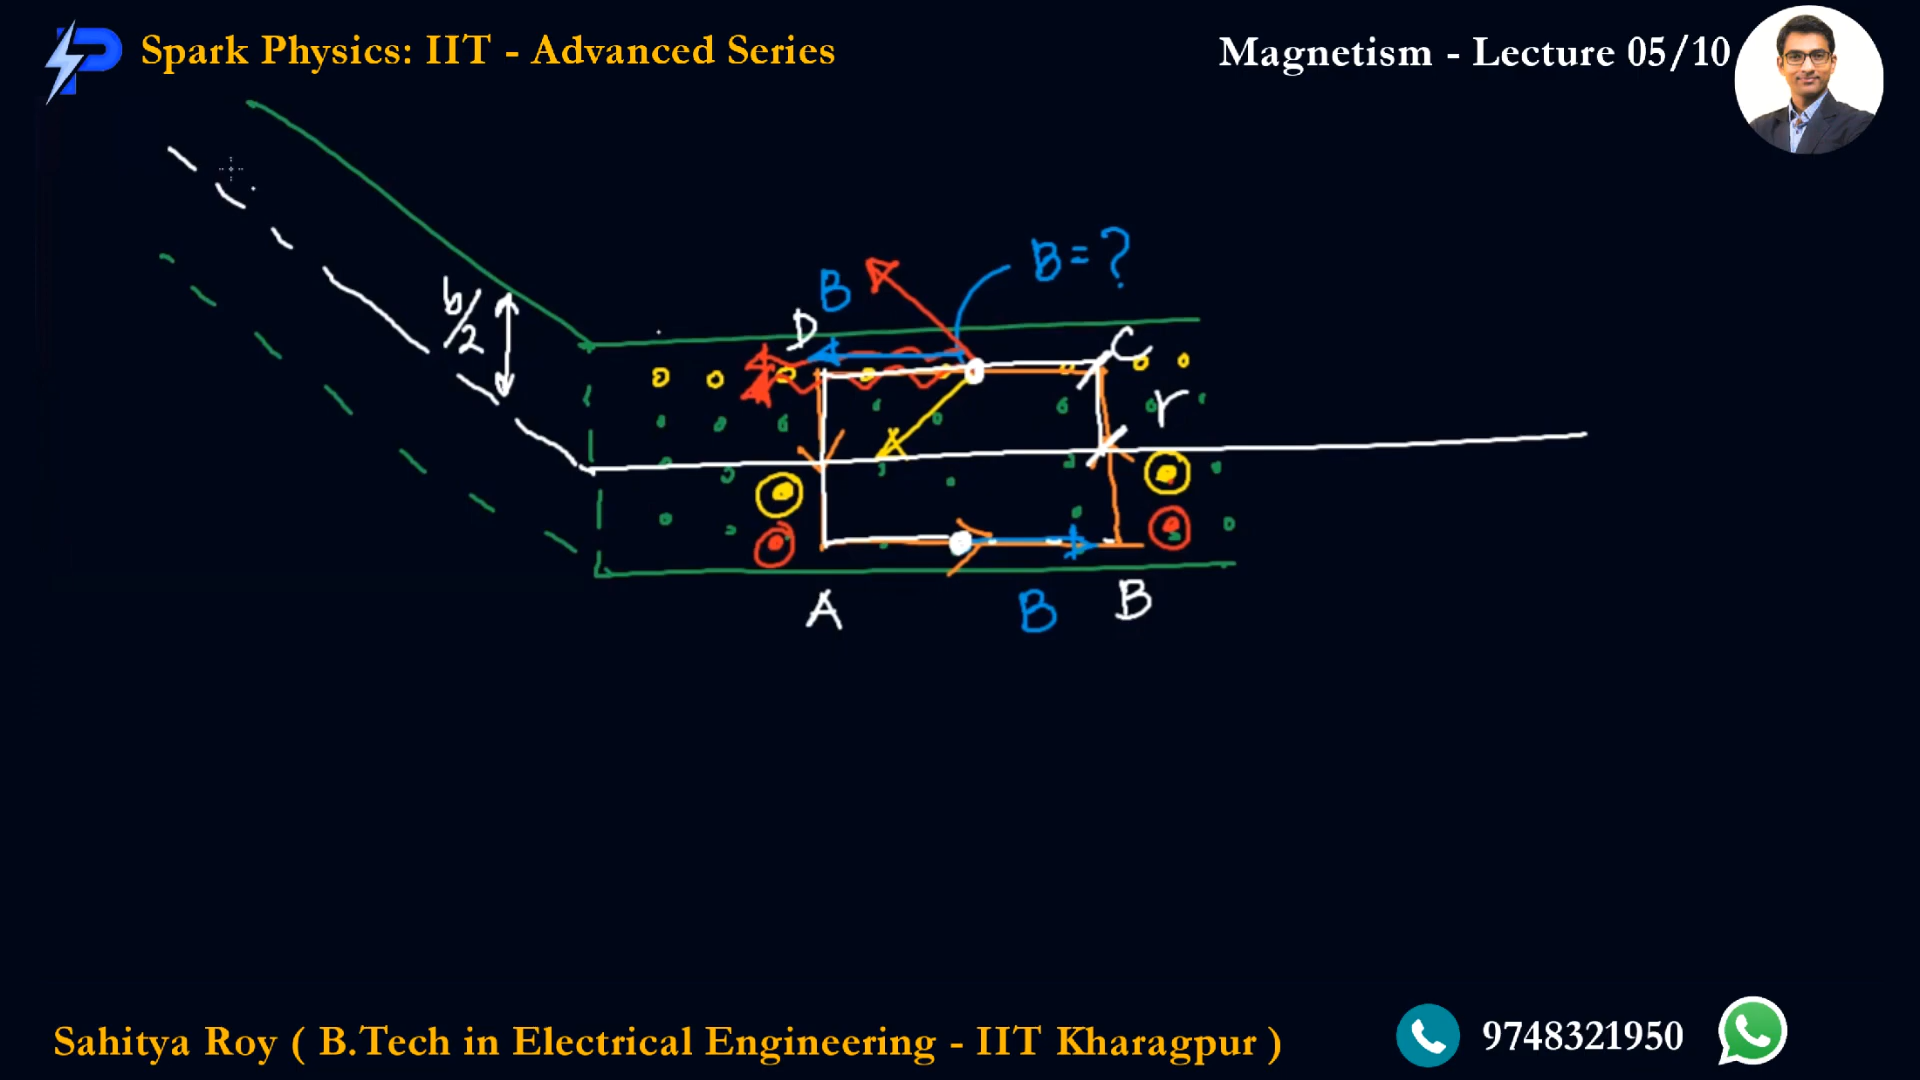 Spark Physics: IIT - Advanced Series
Magnetism - Lecture 05/10
b/2
B
B = ?
D
C
r
A
B
B
Sahitya Roy ( B.Tech in Electrical Engineering - IIT Kharagpur )
9748321950